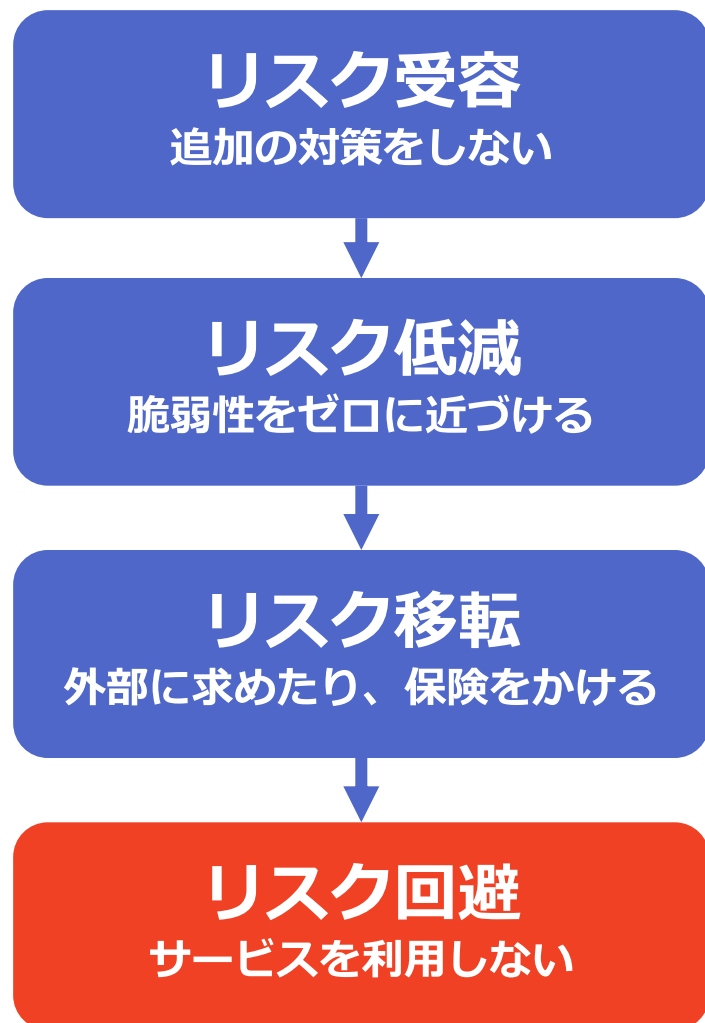 リスク受容
追加の対策をしない
リスク低減
脆弱性をゼロに近づける
リスク移転
外部に求めたり、保険をかける
リスク回避
サービスを利用しない